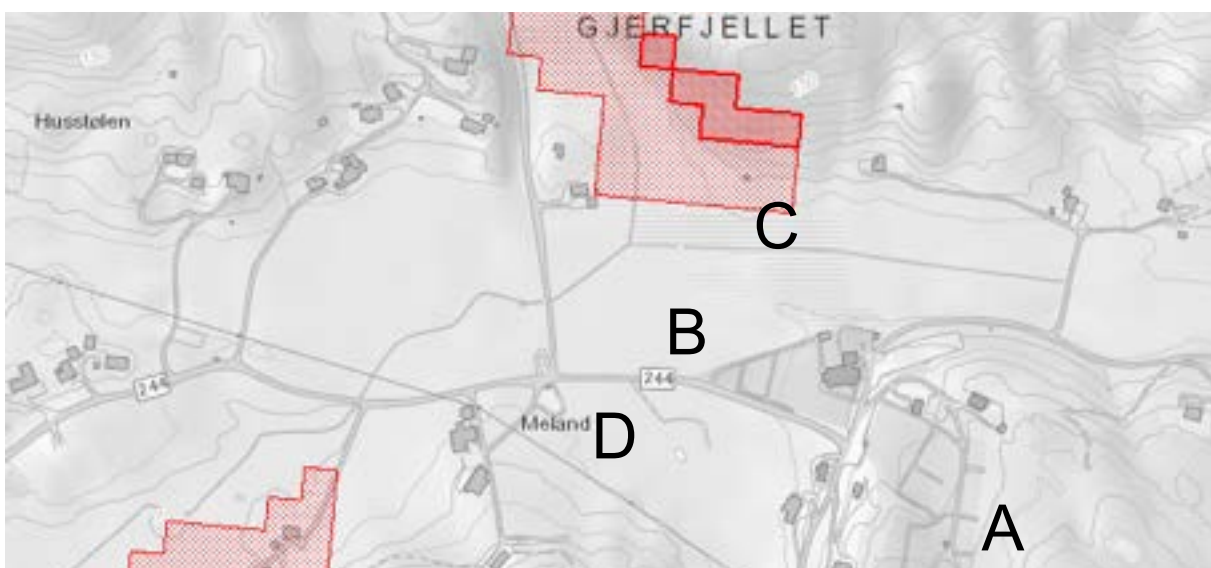 GJERFJELLET
Husstølen
C
B
244
244
Meland
D
A